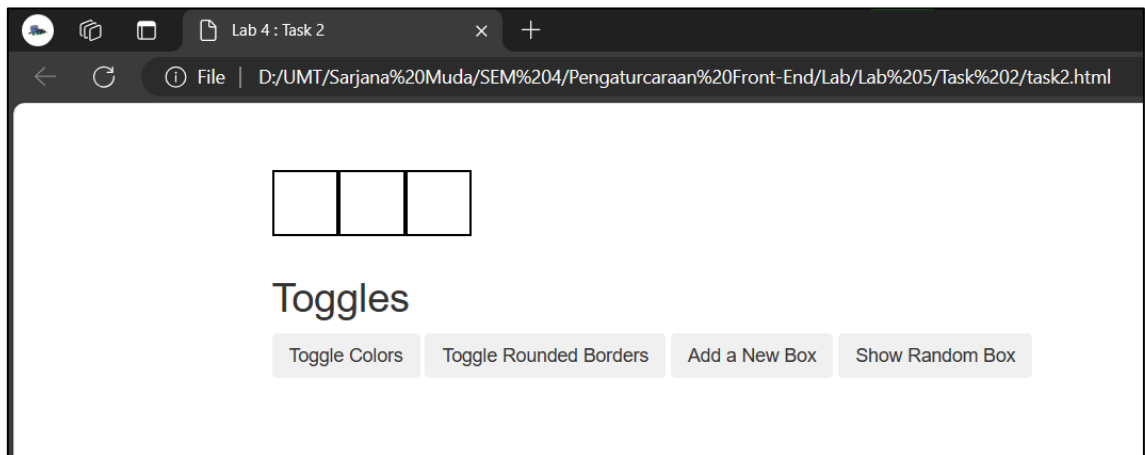 Lab 4 : Task 2
File | D:/UMT/Sarjana%20Muda/SEM%204/Pengaturcaraan%20Front-End/Lab/Lab%205/Task%202/task2.html
Toggles
Toggle Colors Toggle Rounded Borders Add a New Box Show Random Box